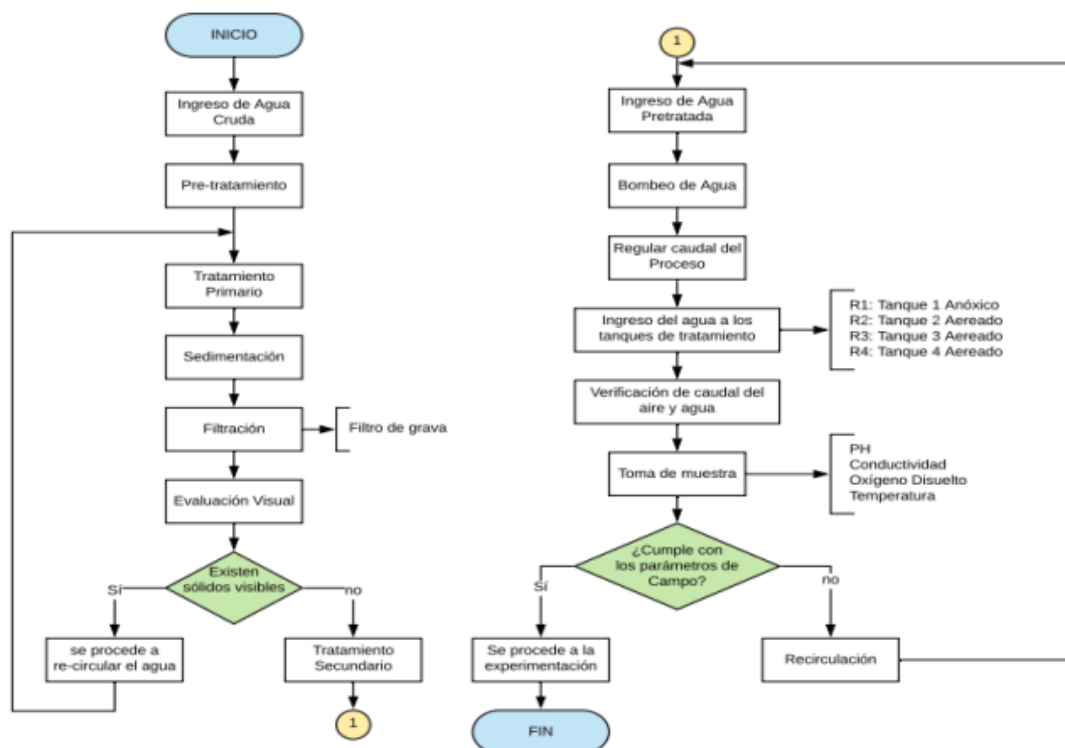 INICIO
Ingreso de Agua
Cruda
Pre-tratamiento
Tratamiento
Primario
Sedimentación
Filtración
Filtro de grava
Evaluación Visual
Existen
sólidos visibles
Sí
no
se procede a
re-circular el agua
Tratamiento
Secundario
1
1
Ingreso de Agua
Pretratada
Bombeo de Agua
Regular caudal del
Proceso
Ingreso del agua a los
tanques de tratamiento
R1: Tanque 1 Anóxico
R2: Tanque 2 Aereado
R3: Tanque 3 Aereado
R4: Tanque 4 Aereado
Verificación de caudal del
aire y agua
Toma de muestra
PH
Conductividad
Oxígeno Disuelto
Temperatura
¿Cumple con
los parámetros de
Campo?
Sí
no
Se procede a la
experimentación
Recirculación
FIN